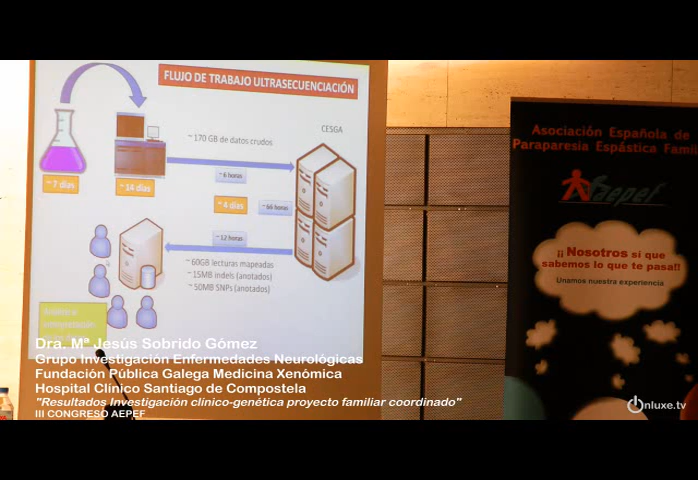 FLUJO DE TRABAJO ULTRASECUENCIACIÓN
CESGA
~ 170 GB de datos crudos
~ 6 horas
~ 7 días
~ 14 días
~ 4 días
~ 66 horas
~ 12 horas
~ 60GB lecturas mapeadas
~ 15MB indels (anotados)
~ 50MB SNPs (anotados)
Asociación Española de
Paraparesia Espástica Famil
aepef
¡¡ Nosotros sí que
sabemos lo que te pasa!!
Unamos nuestra experiencia
Dra. Mª Jesús Sobrido Gómez
Grupo Investigación Enfermedades Neurológicas
Fundación Pública Galega Medicina Xenòmica
Hospital Clínico Santiago de Compostela
"Resultados Investigación clínico-genética proyecto familiar coordinado"
III CONGRESO AEPEF
Onluxe.tv